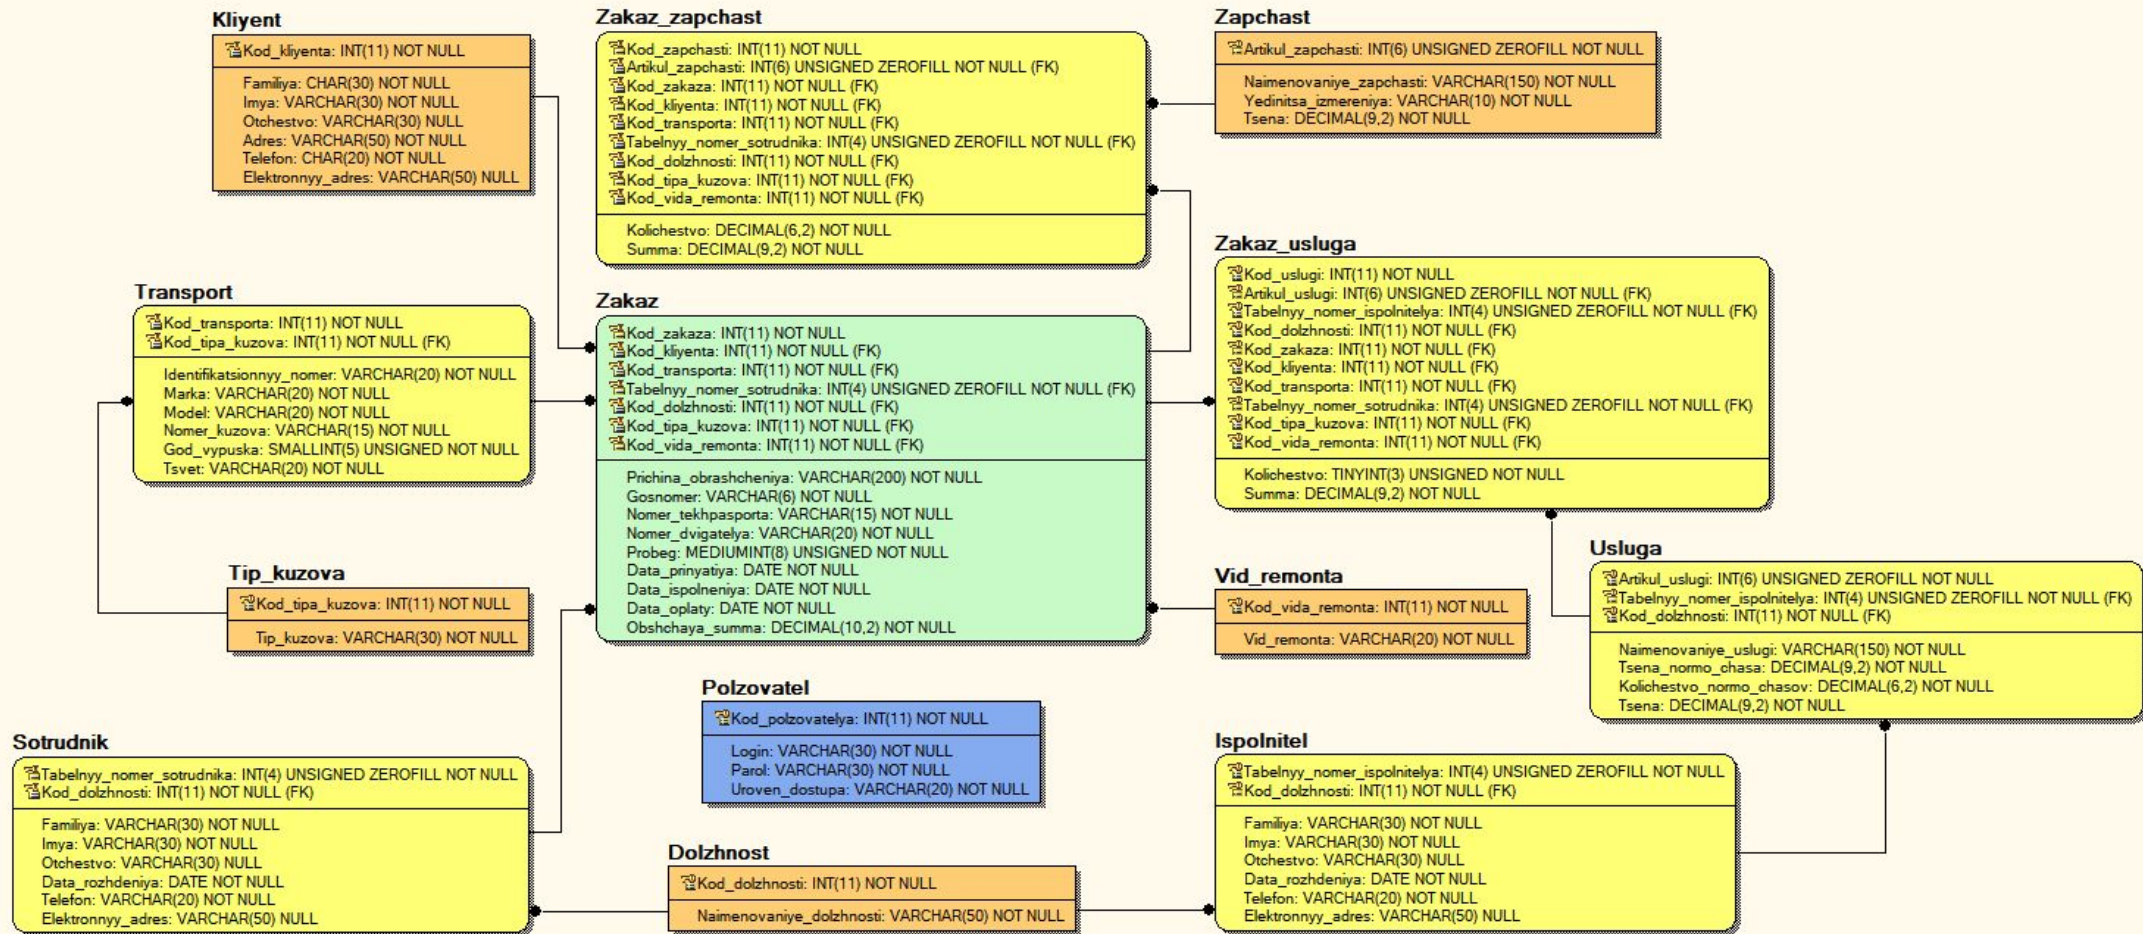 Kliyent
Kod_kliyenta: INT(11) NOT NULL
Familiya: CHAR(30) NOT NULL
Imya: VARCHAR(30) NOT NULL
Otchestvo: VARCHAR(30) NULL
Adres: VARCHAR(50) NOT NULL
Telefon: CHAR(20) NOT NULL
Elektronnyy_adres: VARCHAR(50) NULL
Zakaz_zapchast
Kod_zapchasti: INT(11) NOT NULL
Artikul_zapchasti: INT(6) UNSIGNED ZEROFILL NOT NULL (FK)
Kod_zakaza: INT(11) NOT NULL (FK)
Kod_kliyenta: INT(11) NOT NULL (FK)
Kod_transporta: INT(11) NOT NULL (FK)
Tabelnyy_nomer_sotrudnika: INT(4) UNSIGNED ZEROFILL NOT NULL (FK)
Kod_dolzhnosti: INT(11) NOT NULL (FK)
Kod_tipa_kuzova: INT(11) NOT NULL (FK)
Kod_vida_remonta: INT(11) NOT NULL (FK)
Kolichestvo: DECIMAL(6,2) NOT NULL
Summa: DECIMAL(9,2) NOT NULL
Zapchast
Artikul_zapchasti: INT(6) UNSIGNED ZEROFILL NOT NULL
Naimenovaniye_zapchasti: VARCHAR(150) NOT NULL
Yedinitsa_izmereniya: VARCHAR(10) NOT NULL
Tsena: DECIMAL(9,2) NOT NULL
Transport
Kod_transporta: INT(11) NOT NULL
Kod_tipa_kuzova: INT(11) NOT NULL (FK)
Identifikatsionnyy_nomer: VARCHAR(20) NOT NULL
Marka: VARCHAR(20) NOT NULL
Model: VARCHAR(20) NOT NULL
Nomer_kuzova: VARCHAR(15) NOT NULL
God_vypuska: SMALLINT(5) UNSIGNED NOT NULL
Tsvet: VARCHAR(20) NOT NULL
Zakaz
Kod_zakaza: INT(11) NOT NULL
Kod_kliyenta: INT(11) NOT NULL (FK)
Kod_transporta: INT(11) NOT NULL (FK)
Tabelnyy_nomer_sotrudnika: INT(4) UNSIGNED ZEROFILL NOT NULL (FK)
Kod_dolzhnosti: INT(11) NOT NULL (FK)
Kod_tipa_kuzova: INT(11) NOT NULL (FK)
Kod_vida_remonta: INT(11) NOT NULL (FK)
Prichina_obrashcheniya: VARCHAR(200) NOT NULL
Gosnomer: VARCHAR(6) NOT NULL
Nomer_tekhpasporta: VARCHAR(15) NOT NULL
Nomer_dvigatelya: VARCHAR(20) NOT NULL
Probeg: MEDIUMINT(8) UNSIGNED NOT NULL
Data_prinyatiya: DATE NOT NULL
Data_ispolneniya: DATE NOT NULL
Data_oplaty: DATE NOT NULL
Obshchaya_summa: DECIMAL(10,2) NOT NULL
Zakaz_usluga
Kod_uslugi: INT(11) NOT NULL
Artikul_uslugi: INT(6) UNSIGNED ZEROFILL NOT NULL (FK)
Tabelnyy_nomer_ispolnitelya: INT(4) UNSIGNED ZEROFILL NOT NULL (FK)
Kod_dolzhnosti: INT(11) NOT NULL (FK)
Kod_zakaza: INT(11) NOT NULL (FK)
Kod_kliyenta: INT(11) NOT NULL (FK)
Kod_transporta: INT(11) NOT NULL (FK)
Tabelnyy_nomer_sotrudnika: INT(4) UNSIGNED ZEROFILL NOT NULL (FK)
Kod_tipa_kuzova: INT(11) NOT NULL (FK)
Kod_vida_remonta: INT(11) NOT NULL (FK)
Kolichestvo: TINYINT(3) UNSIGNED NOT NULL
Summa: DECIMAL(9,2) NOT NULL
Tip_kuzova
Kod_tipa_kuzova: INT(11) NOT NULL
Tip_kuzova: VARCHAR(30) NOT NULL
Vid_remonta
Kod_vida_remonta: INT(11) NOT NULL
Vid_remonta: VARCHAR(20) NOT NULL
Usluga
Artikul_uslugi: INT(6) UNSIGNED ZEROFILL NOT NULL
Tabelnyy_nomer_ispolnitelya: INT(4) UNSIGNED ZEROFILL NOT NULL (FK)
Kod_dolzhnosti: INT(11) NOT NULL (FK)
Naimenovaniye_uslugi: VARCHAR(150) NOT NULL
Tsena_normo_chasa: DECIMAL(9,2) NOT NULL
Kolichestvo_normo_chasov: DECIMAL(6,2) NOT NULL
Tsena: DECIMAL(9,2) NOT NULL
Polzovatel
Kod_polzovatelya: INT(11) NOT NULL
Login: VARCHAR(30) NOT NULL
Parol: VARCHAR(30) NOT NULL
Uroven_dostupa: VARCHAR(20) NOT NULL
Sotrudnik
Tabelnyy_nomer_sotrudnika: INT(4) UNSIGNED ZEROFILL NOT NULL
Kod_dolzhnosti: INT(11) NOT NULL (FK)
Familiya: VARCHAR(30) NOT NULL
Imya: VARCHAR(30) NOT NULL
Otchestvo: VARCHAR(30) NULL
Data_rozhdeniya: DATE NOT NULL
Telefon: VARCHAR(20) NOT NULL
Elektronnyy_adres: VARCHAR(50) NULL
Dolzhnost
Kod_dolzhnosti: INT(11) NOT NULL
Naimenovaniye_dolzhnosti: VARCHAR(50) NOT NULL
Ispolnitel
Tabelnyy_nomer_ispolnitelya: INT(4) UNSIGNED ZEROFILL NOT NULL
Kod_dolzhnosti: INT(11) NOT NULL (FK)
Familiya: VARCHAR(30) NOT NULL
Imya: VARCHAR(30) NOT NULL
Otchestvo: VARCHAR(30) NULL
Data_rozhdeniya: DATE NOT NULL
Telefon: VARCHAR(20) NOT NULL
Elektronnyy_adres: VARCHAR(50) NULL